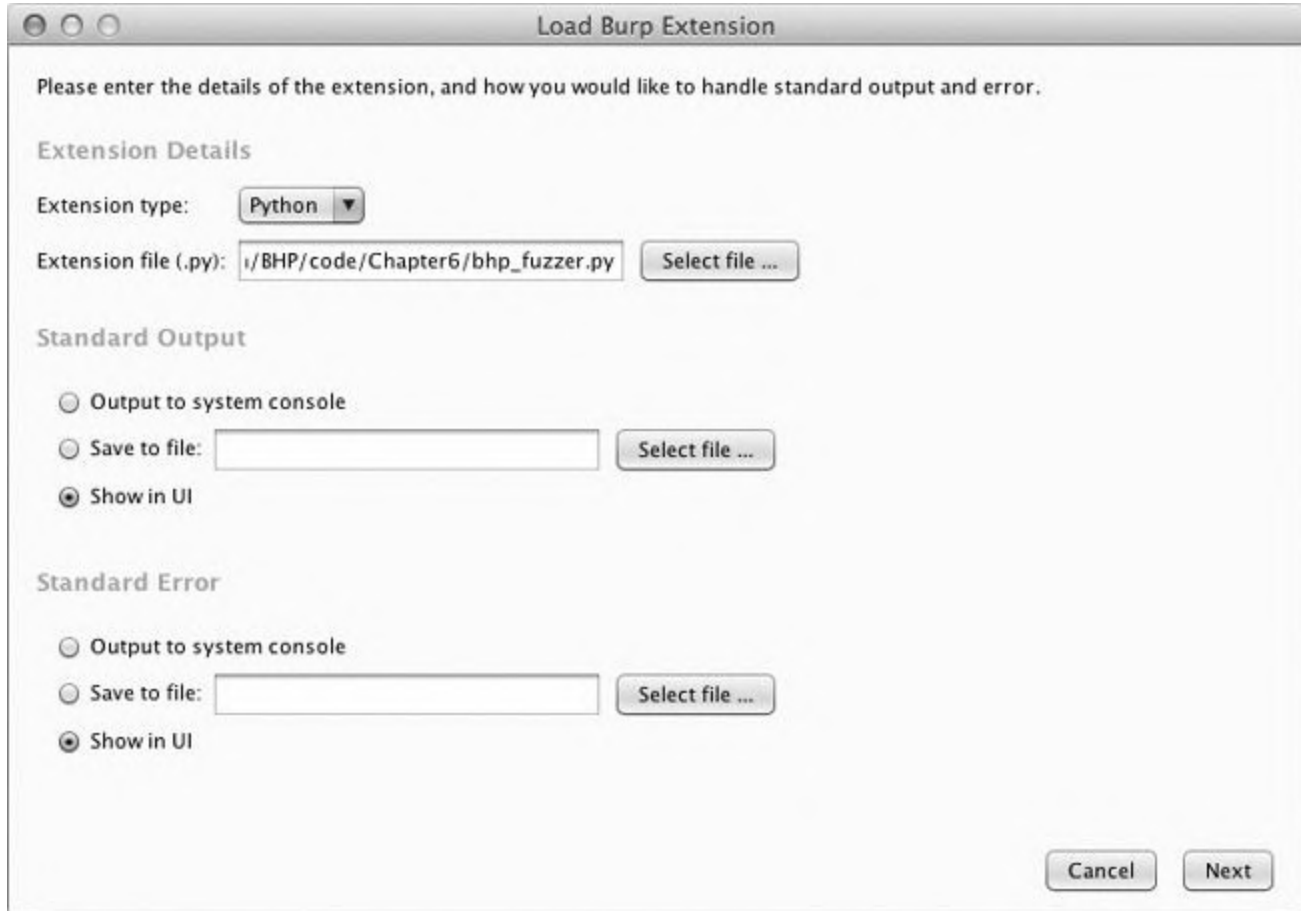 Load Burp Extension
Please enter the details of the extension, and how you would like to handle standard output and error.
Extension Details
Extension type: Python
Extension file (.py): /BHP/code/Chapter6/bhp_fuzzer.py Select file ...
Standard Output
Output to system console
Save to file: Select file ...
Show in UI
Standard Error
Output to system console
Save to file: Select file ...
Show in UI
Cancel Next